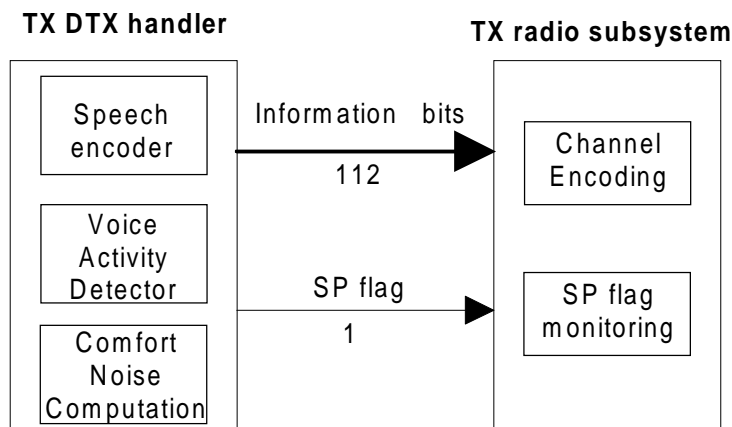 TX DTX handler
TX radio subsystem
Speech
encoder
Information bits
112
Channel
Encoding
Voice
Activity
Detector
SP flag
1
SP flag
monitoring
Comfort
Noise
Computation